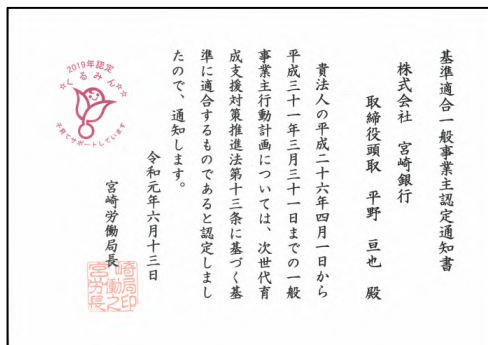 基準適合一般事業主認定通知書
株式会社 宮崎銀行
取締役頭取 平野 亘也 殿
貴法人の平成二十六年四月一日から
平成三十一年三月三十一日までの一般
事業主行動計画については、次世代育
成支援対策推進法第十三条に基づく基
準に適合するものであると認定しまし
たので、通知します。
令和元年六月十三日
宮崎労働局長
宮崎労働局長之印
2019年認定
くるみん
子育てサポートしています